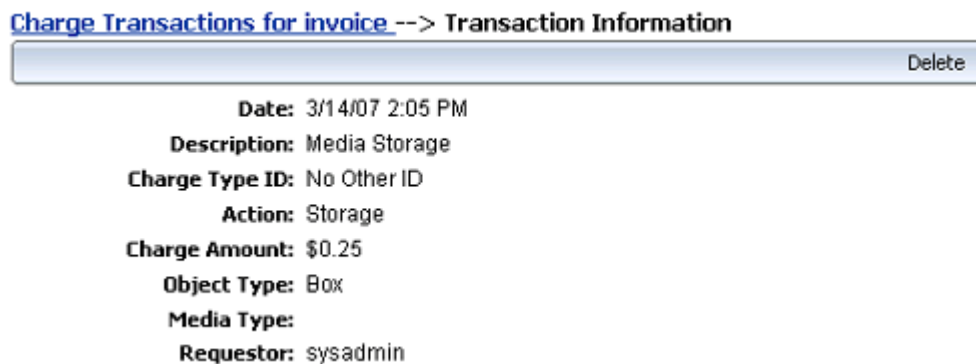 Charge Transactions for invoice --> Transaction Information
Delete
Date: 3/14/07 2:05 PM
Description: Media Storage
Charge Type ID: No Other ID
Action: Storage
Charge Amount: $0.25
Object Type: Box
Media Type:
Requestor: sysadmin